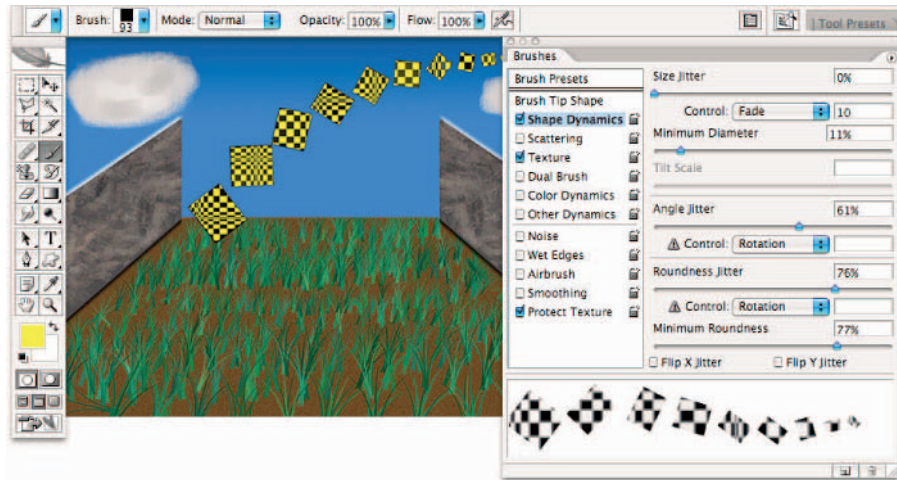 Brush: 93 Mode: Normal Opacity: 100% Flow: 100%
Tool Presets
Brushes
Brush Presets
Brush Tip Shape
Shape Dynamics
Scattering
Texture
Dual Brush
Color Dynamics
Other Dynamics
Noise
Wet Edges
Airbrush
Smoothing
Protect Texture
Size Jitter 0%
Control: Fade 10
Minimum Diameter 11%
Tilt Scale
Angle Jitter 61%
Control: Rotation
Roundness Jitter 76%
Control: Rotation
Minimum Roundness 77%
Flip X Jitter Flip Y Jitter
T